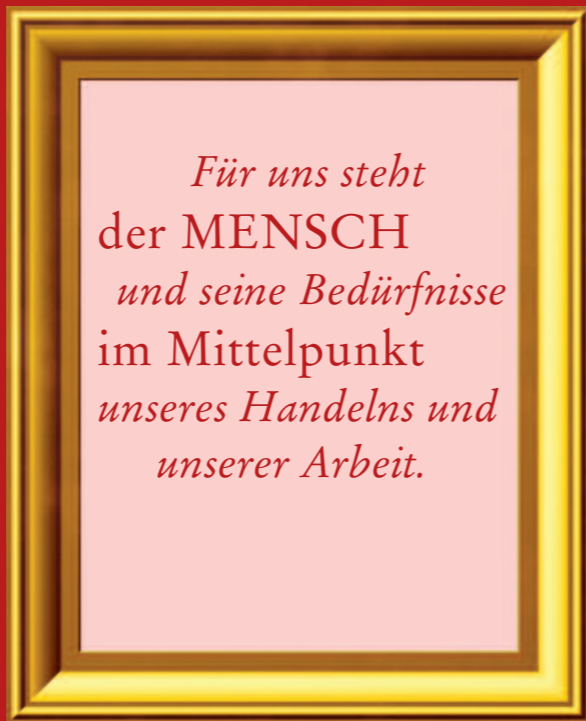 Für uns steht
der MENSCH
und seine Bedürfnisse
im Mittelpunkt
unseres Handelns und
unserer Arbeit.